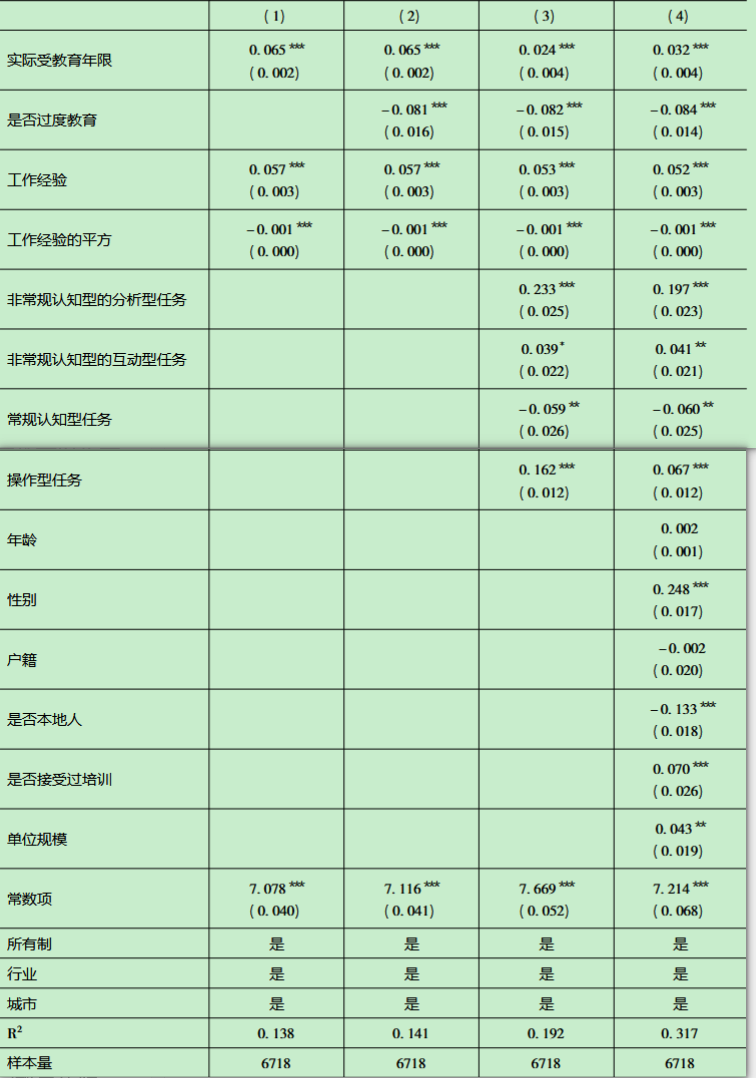 (1) (2) (3) (4)
实际受教育年限 0.065*** 0.065*** 0.024*** 0.032***
(0.002) (0.002) (0.004) (0.004)
是否过度教育 -0.081*** -0.082*** -0.084***
(0.016) (0.015) (0.014)
工作经验 0.057*** 0.057*** 0.053*** 0.052***
(0.003) (0.003) (0.003) (0.003)
工作经验的平方 -0.001*** -0.001*** -0.001*** -0.001***
(0.000) (0.000) (0.000) (0.000)
非常规认知型的分析型任务 0.233*** 0.197***
(0.025) (0.023)
非常规认知型的互动型任务 0.039* 0.041**
(0.022) (0.021)
常规认知型任务 -0.059** -0.060**
(0.026) (0.025)
操作型任务 0.162*** 0.067***
(0.012) (0.012)
年龄 0.002
(0.001)
性别 0.248***
(0.017)
户籍 -0.002
(0.020)
是否本地人 -0.133***
(0.018)
是否接受过培训 0.070***
(0.026)
单位规模 0.043**
(0.019)
常数项 7.078*** 7.116*** 7.669*** 7.214***
(0.040) (0.041) (0.052) (0.068)
所有制 是 是 是 是
行业 是 是 是 是
城市 是 是 是 是
R² 0.138 0.141 0.192 0.317
样本量 6718 6718 6718 6718